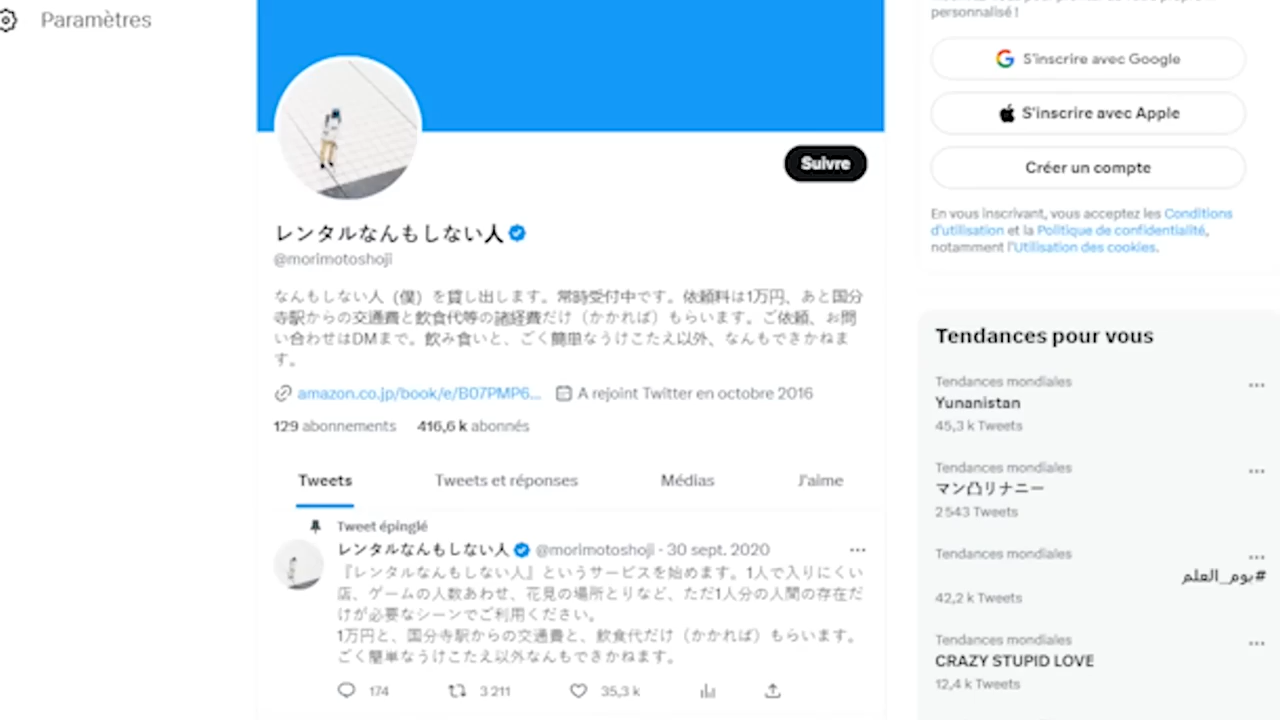 Paramètres
レンタルなんもしない人
@morimotoshoji
なんもしない人（僕）を貸し出します。常時受付中です。依頼料は1万円、あと国分
寺駅からの交通費と飲食代等の諸経費だけ（かかれば）もらいます。ご依頼、お問
い合わせはDMまで。飲み食いと、ごく簡単なうけこたえ以外、なんもできかねま
す。
amazon.co.jp/book/e/B07PMP6... A rejoint Twitter en octobre 2016
129 abonnements 416,6 k abonnés
Suivre
Tweets Tweets et réponses Médias J'aime
Tweet épinglé
レンタルなんもしない人 @morimotoshoji · 30 sept. 2020
『レンタルなんもしない人』というサービスを始めます。1人で入りにくい
店、ゲームの人数あわせ、花見の場所とりなど、ただ1人分の人間の存在だ
けが必要なシーンでご利用ください。
1万円と、国分寺駅からの交通費と、飲食代だけ（かかれば）もらいます。
ごく簡単なうけこたえ以外なんもできかねます。
174 3 211 35,3 k
personnalisé !
S'inscrire avec Google
S'inscrire avec Apple
Créer un compte
En vous inscrivant, vous acceptez les Conditions
d'utilisation et la Politique de confidentialité,
notamment l'Utilisation des cookies.
Tendances pour vous
Tendances mondiales
Yunanistan
45,3 k Tweets
Tendances mondiales
マン凸リナニー
2 543 Tweets
Tendances mondiales
#يوم_العلم
42,2 k Tweets
Tendances mondiales
CRAZY STUPID LOVE
12,4 k Tweets